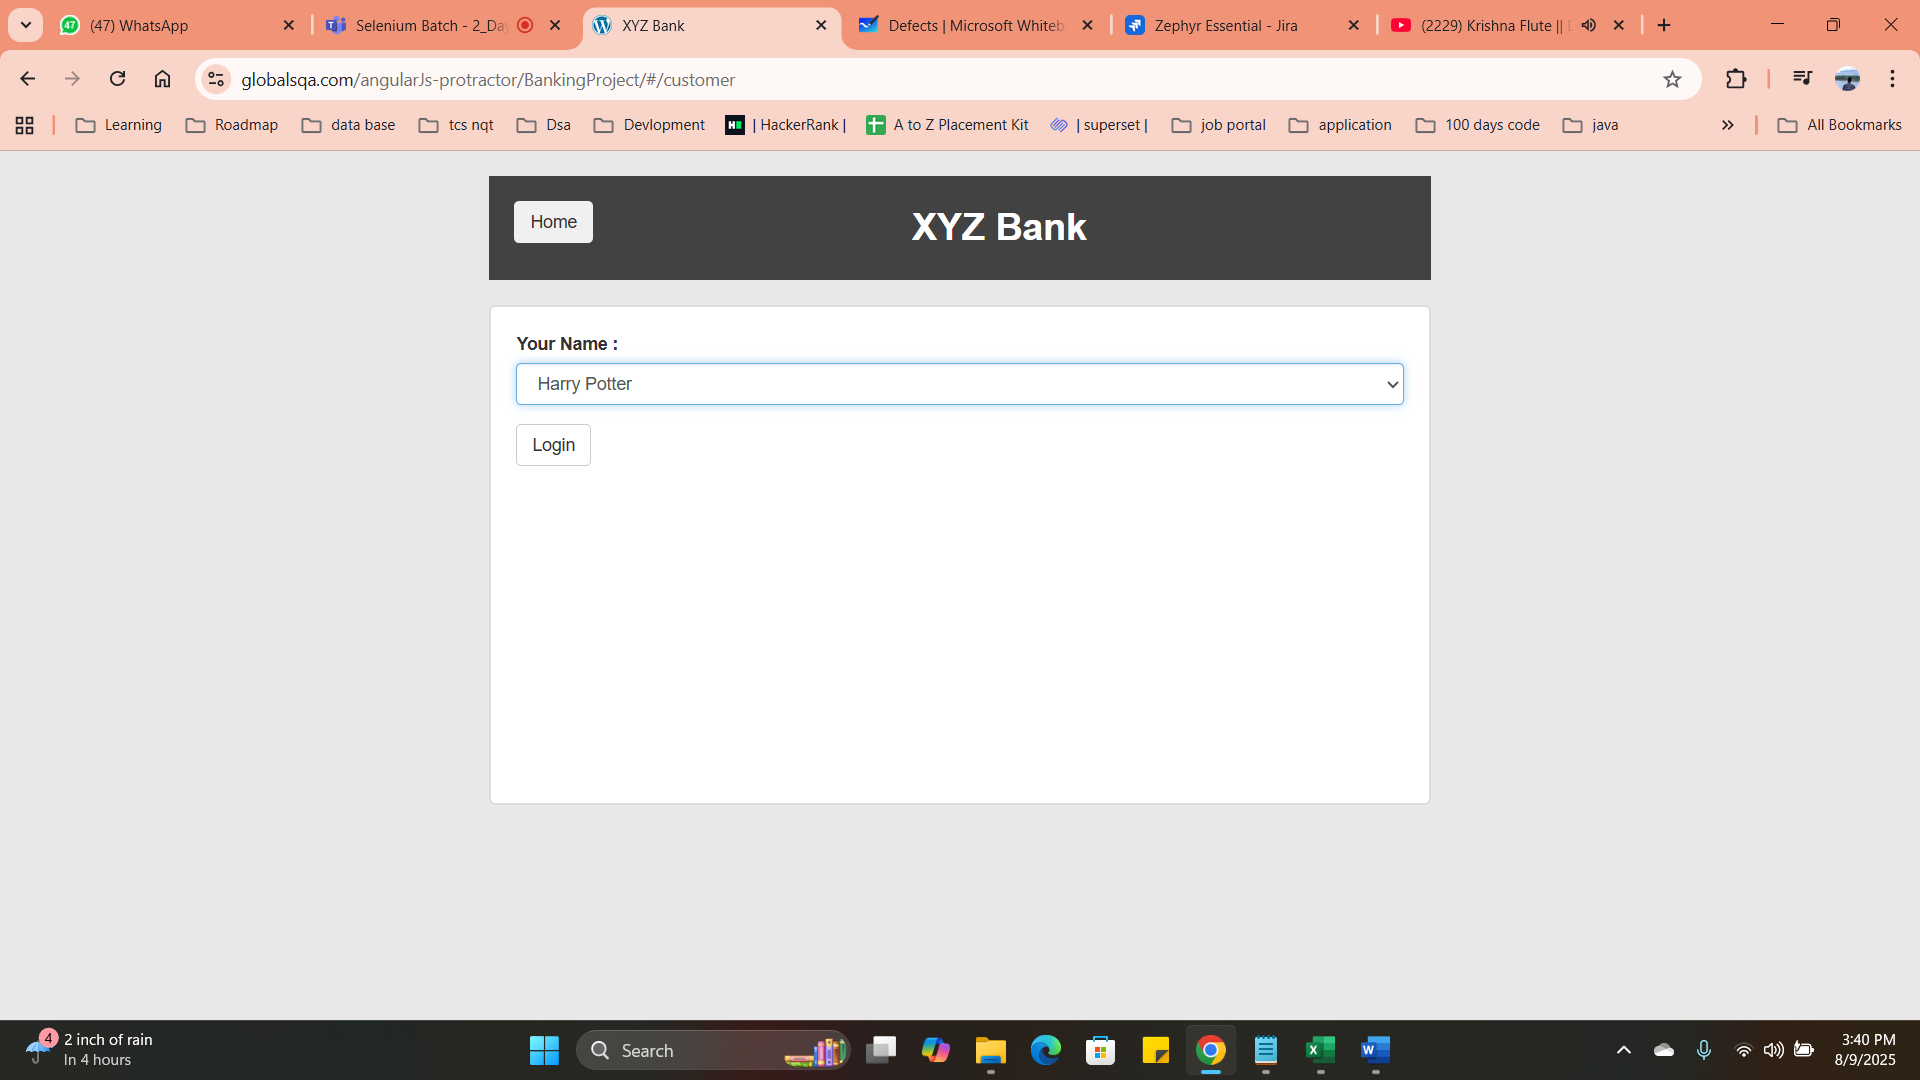 (47) WhatsApp
Selenium Batch - 2_Da
XYZ Bank
Defects | Microsoft Whiteb
Zephyr Essential - Jira
(2229) Krishna Flute ||
globalsqa.com/angularJs-protractor/BankingProject/#/customer
Learning
Roadmap
data base
tcs nqt
Dsa
Devlopment
| HackerRank |
A to Z Placement Kit
| superset |
job portal
application
100 days code
java
All Bookmarks
Home
XYZ Bank
Your Name :
Harry Potter
Login
4
2 inch of rain
In 4 hours
Search
3:40 PM
8/9/2025